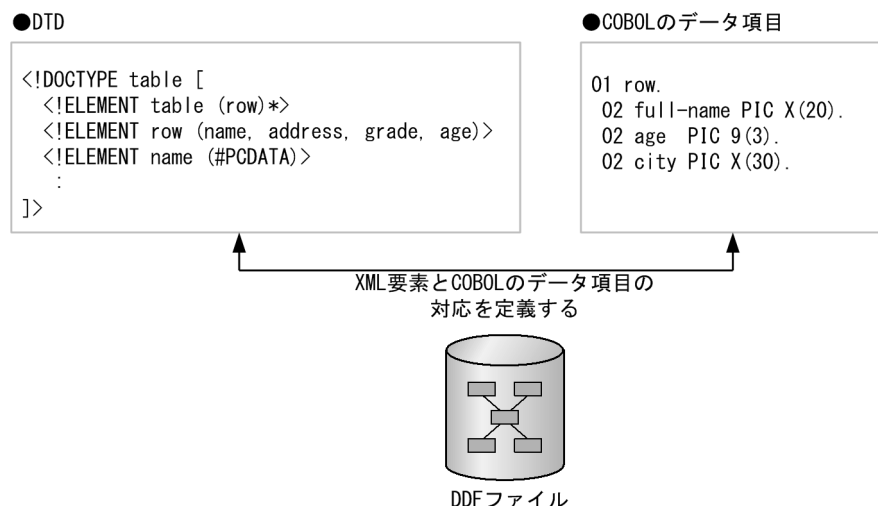 ●DTD
<!DOCTYPE table [
<!ELEMENT table (row)*>
<!ELEMENT row (name, address, grade, age)>
<!ELEMENT name (#PCDATA)>
:
]>
●COBOLのデータ項目
01 row.
02 full-name PIC X(20).
02 age  PIC 9(3).
02 city PIC X(30).
XML要素とCOBOLのデータ項目の
対応を定義する
DDFファイル